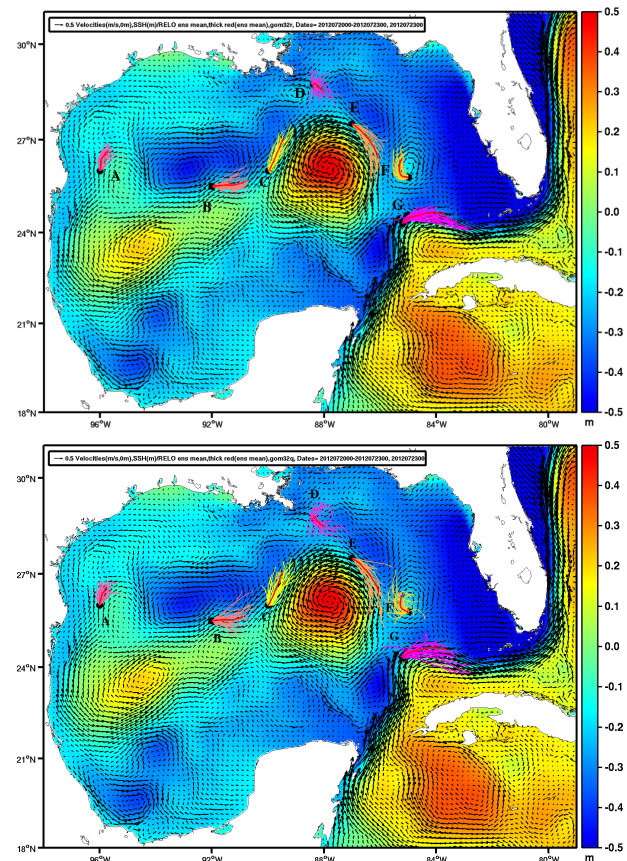 0.5 Velocities(m/s,0m),SSH(m)/RELO ens mean,thick red(ens mean),gom32r, Dates= 2012072000-2012072300, 2012072300
30°N
27°N
24°N
21°N
18°N
96°W
92°W
88°W
84°W
80°W
A
B
C
D
E
F
G
0.5
0.4
0.3
0.2
0.1
0.0
-0.1
-0.2
-0.3
-0.4
-0.5
m
0.5 Velocities(m/s,0m),SSH(m)/RELO ens mean,thick red(ens mean),gom32q, Dates= 2012072000-2012072300, 2012072300
30°N
27°N
24°N
21°N
18°N
96°W
92°W
88°W
84°W
80°W
A
B
C
D
E
F
G
0.5
0.4
0.3
0.2
0.1
0.0
-0.1
-0.2
-0.3
-0.4
-0.5
m